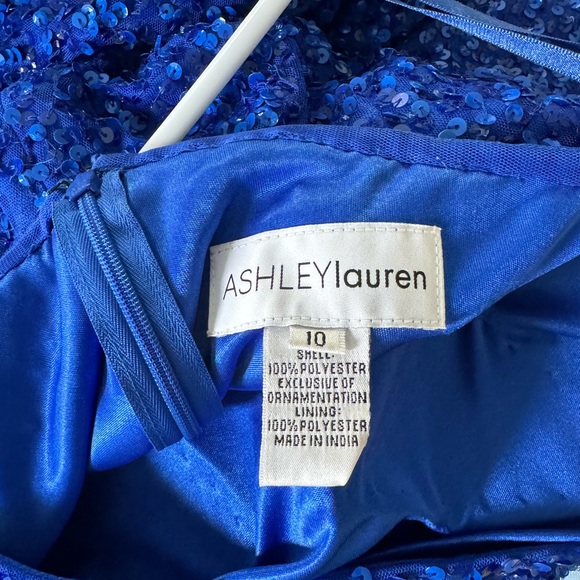 ASHLEYlauren
10
SHELL:
100% POLYESTER
EXCLUSIVE OF
ORNAMENTATION
LINING:
100% POLYESTER
MADE IN INDIA